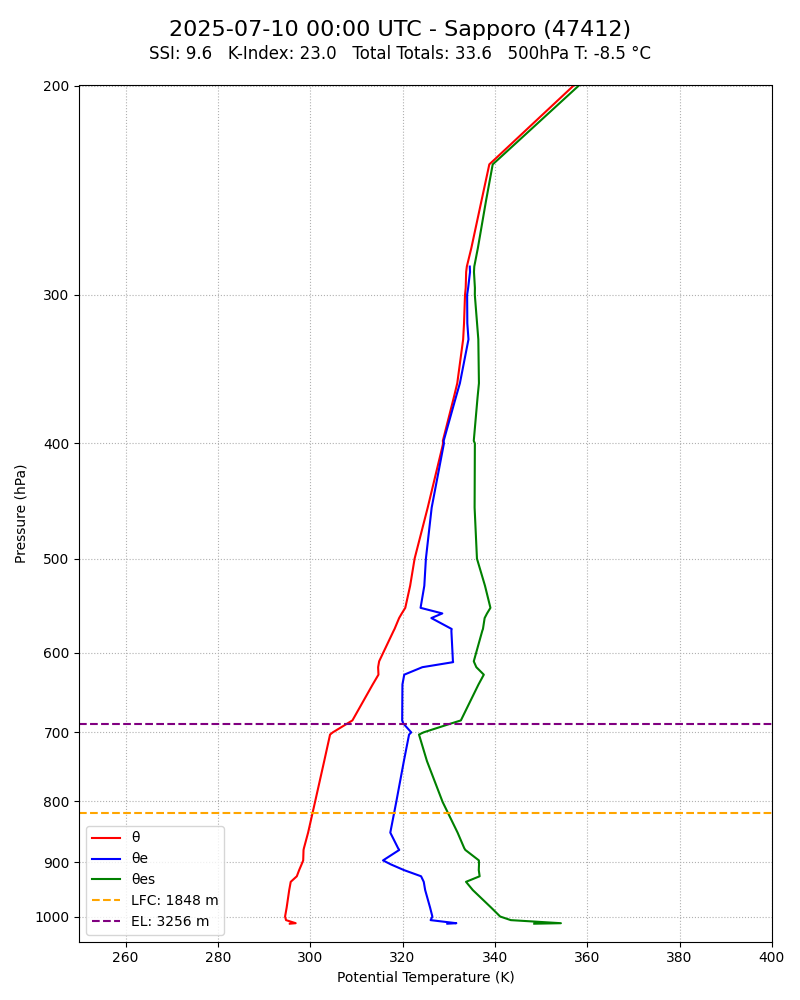 2025-07-10 00:00 UTC - Sapporo (47412)
SSI: 9.6   K-Index: 23.0   Total Totals: 33.6   500hPa T: -8.5 °C
200
300
400
500
600
700
800
900
1000
Pressure (hPa)
θ
θe
θes
LFC: 1848 m
EL: 3256 m
260 280 300 320 340 360 380 400
Potential Temperature (K)